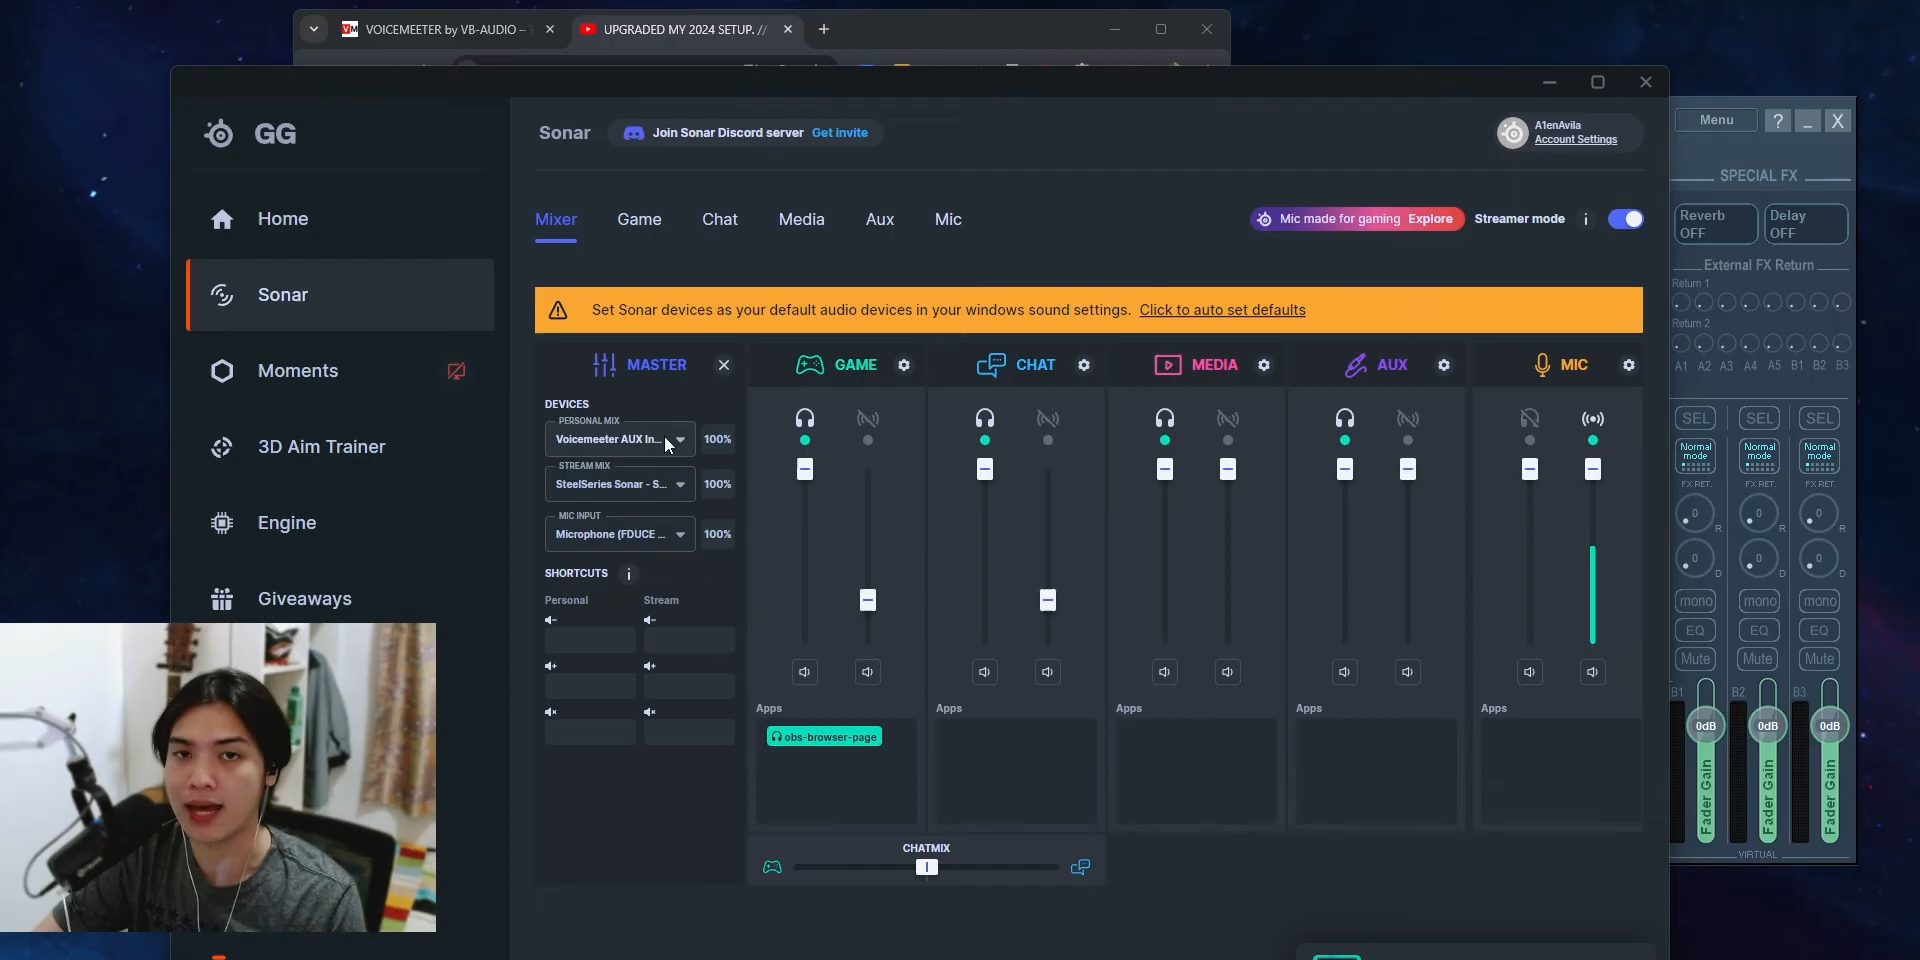 VOICEMEETER by VB-AUDIO –
UPGRADED MY 2024 SETUP. //
GG
Home
Sonar
Moments
3D Aim Trainer
Engine
Giveaways
Sonar
Join Sonar Discord server Get invite
A1enAvila
Account Settings
Mixer
Game
Chat
Media
Aux
Mic
Mic made for gaming Explore
Streamer mode
Set Sonar devices as your default audio devices in your windows sound settings. Click to auto set defaults
MASTER
GAME
CHAT
MEDIA
AUX
MIC
DEVICES
PERSONAL MIX
Voicemeeter AUX In... 100%
STREAM MIX
SteelSeries Sonar - S... 100%
MIC INPUT
Microphone (FDUCE ... 100%
SHORTCUTS
Personal
Stream
Apps
Apps
Apps
Apps
Apps
obs-browser-page
CHATMIX
Menu
?
_
X
SPECIAL FX
Reverb
OFF
Delay
OFF
External FX Return
Return 1
Return 2
A1 A2 A3 A4 A5 B1 B2 B3
SEL SEL SEL
Normal
mode
Normal
mode
Normal
mode
FX RET. FX RET. FX RET.
0 R 0 R 0 R
0 D 0 D 0 D
mono mono mono
EQ EQ EQ
Mute Mute Mute
B1 B2 B3
0dB 0dB 0dB
Fader Gain Fader Gain Fader Gain
VIRTUAL